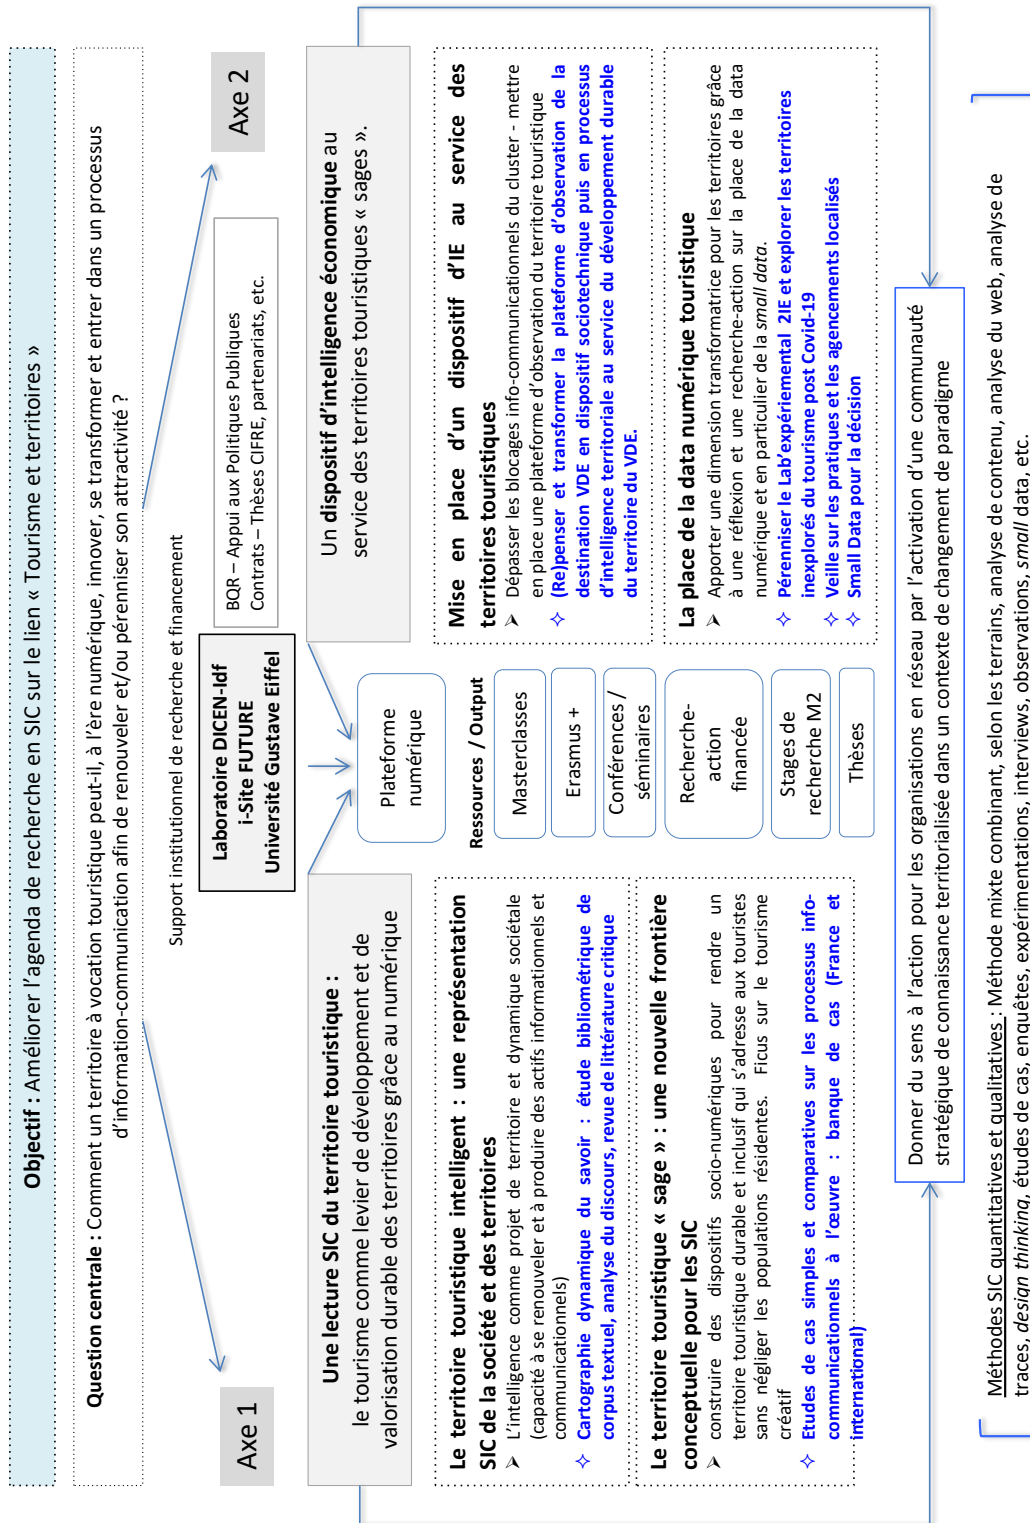 Objectif : Améliorer l'agenda de recherche en SIC sur le lien « Tourisme et territoires »
Question centrale : Comment un territoire à vocation touristique peut-il, à l'ère numérique, innover, se transformer et entrer dans un processus
d'information-communication afin de renouveler et/ou pérenniser son attractivité ?
Axe 1
Support institutionnel de recherche et financement
Axe 2
Laboratoire DICEN-Idf
i-Site FUTURE
Université Gustave Eiffel
BQR – Appui aux Politiques Publiques
Contrats – Thèses CIFRE, partenariats, etc.
Une lecture SIC du territoire touristique :
le tourisme comme levier de développement et de
valorisation durable des territoires grâce au numérique
Le territoire touristique intelligent : une représentation
SIC de la société et des territoires
➢ L'intelligence comme projet de territoire et dynamique sociétale
(capacité à se renouveler et à produire des actifs informationnels et
communicationnels)
✧ Cartographie dynamique du savoir : étude bibliométrique de
corpus textuel, analyse du discours, revue de littérature critique
Le territoire touristique « sage » : une nouvelle frontière
conceptuelle pour les SIC
➢ construire des dispositifs socio-numériques pour rendre un
territoire touristique durable et inclusif qui s'adresse aux touristes
sans négliger les populations résidentes. Ficus sur le tourisme
créatif
✧ Etudes de cas simples et comparatives sur les processus info-
communicationnels à l'œuvre : banque de cas (France et
international)
Plateforme
numérique
Ressources / Output
Masterclasses
Erasmus +
Conférences /
séminaires
Recherche-
action
financée
Stages de
recherche M2
Thèses
Un dispositif d'intelligence économique au
service des territoires touristiques « sages ».
Mise en place d'un dispositif d'IE au service des
territoires touristiques
➢ Dépasser les blocages info-communicationnels du cluster - mettre
en place une plateforme d'observation du territoire touristique
✧ (Re)penser et transformer la plateforme d'observation de la
destination VDE en dispositif sociotechnique puis en processus
d'intelligence territoriale au service du développement durable
du territoire du VDE.
La place de la data numérique touristique
➢ Apporter une dimension transformatrice pour les territoires grâce
à une réflexion et une recherche-action sur la place de la data
numérique et en particulier de la small data.
✧ Pérenniser le Lab'expériemental 2IE et explorer les territoires
inexplorés du tourisme post Covid-19
✧ Veille sur les pratiques et les agencements localisés
✧ Small Data pour la décision
Donner du sens à l'action pour les organisations en réseau par l'activation d'une communauté
stratégique de connaissance territorialisée dans un contexte de changement de paradigme
Méthodes SIC quantitatives et qualitatives : Méthode mixte combinant, selon les terrains, analyse de contenu, analyse du web, analyse de
traces, design thinking, études de cas, enquêtes, expérimentations, interviews, observations, small data, etc.